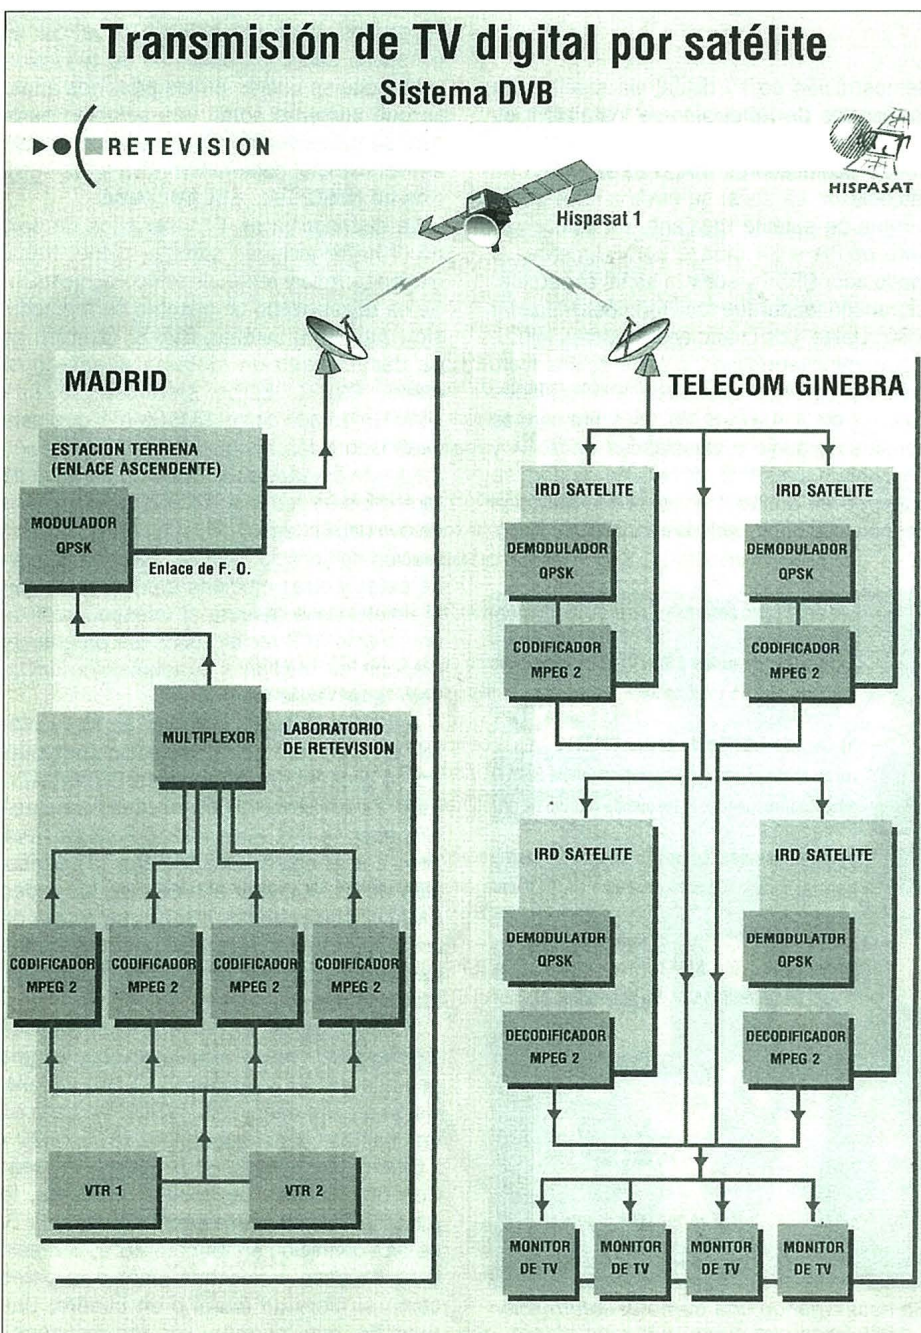 Transmisión de TV digital por satélite
Sistema DVB
RETEVISION
HISPASAT
Hispasat 1
MADRID
TELECOM GINEBRA
ESTACION TERRENA
(ENLACE ASCENDENTE)
MODULADOR
QPSK
Enlace de F. O.
MULTIPLEXOR
LABORATORIO
DE RETEVISION
CODIFICADOR
MPEG 2
CODIFICADOR
MPEG 2
CODIFICADOR
MPEG 2
CODIFICADOR
MPEG 2
VTR 1
VTR 2
IRD SATELITE
DEMODULADOR
QPSK
CODIFICADOR
MPEG 2
IRD SATELITE
DEMODULADOR
QPSK
CODIFICADOR
MPEG 2
IRD SATELITE
DEMODULATOR
QPSK
DECODIFICADOR
MPEG 2
IRD SATELITE
DEMODULATOR
QPSK
DECODIFICADOR
MPEG 2
MONITOR
DE TV
MONITOR
DE TV
MONITOR
DE TV
MONITOR
DE TV